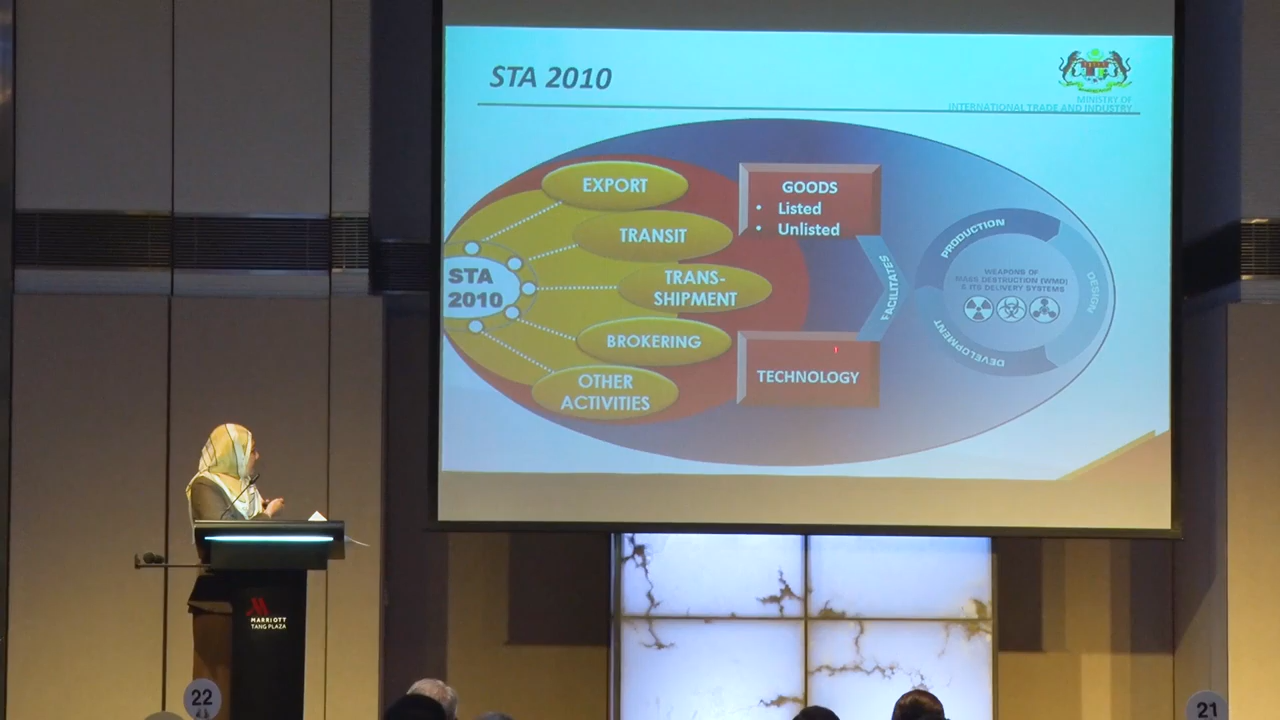 STA 2010
MINISTRY OF
INTERNATIONAL TRADE AND INDUSTRY
EXPORT
TRANSIT
TRANS-
SHIPMENT
BROKERING
OTHER
ACTIVITIES
STA
2010
GOODS
• Listed
• Unlisted
TECHNOLOGY
FACILITATES
PRODUCTION
DESIGN
DEVELOPMENT
WEAPONS OF
MASS DESTRUCTION (WMD)
& ITS DELIVERY SYSTEMS
MARRIOTT
TANG PLAZA
22
21